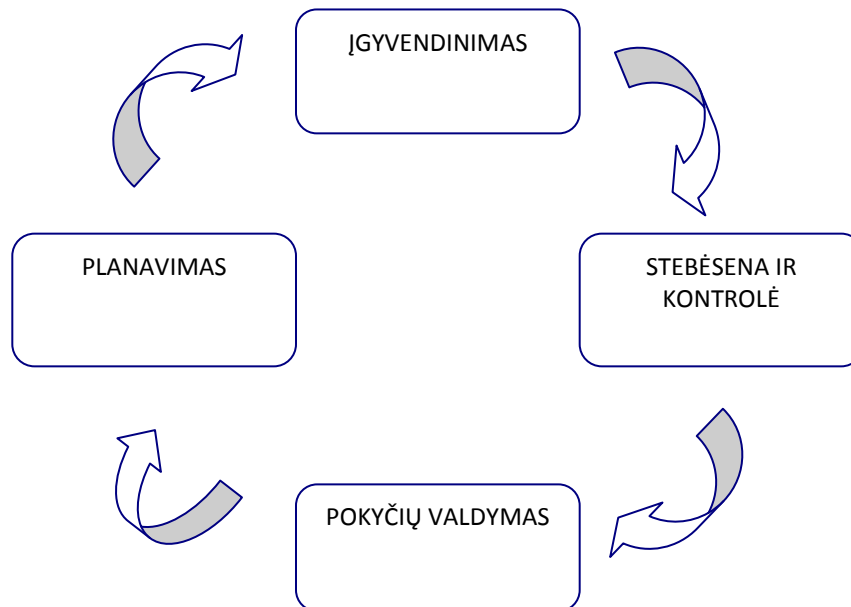 ĮGYVENDINIMAS
PLANAVIMAS
STEBĖSENA IR
KONTROLĖ
POKYČIŲ VALDYMAS